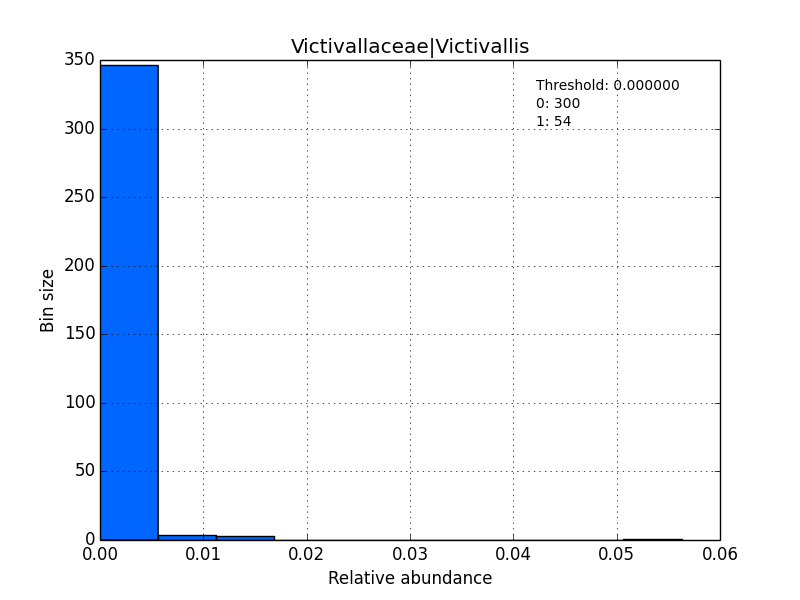 Victivallaceae|Victivallis
Threshold: 0.000000
0: 300
1: 54
350
300
250
200
150
100
50
0
Bin size
0.00 0.01 0.02 0.03 0.04 0.05 0.06
Relative abundance